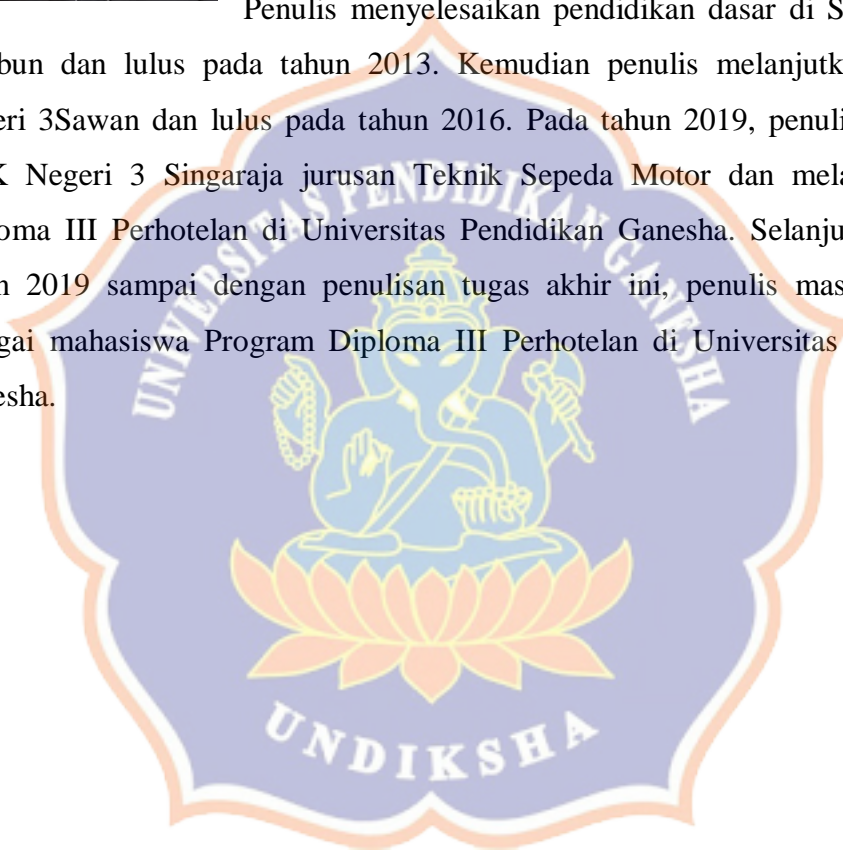 Penulis menyelesaikan pendidikan dasar di S
bun dan lulus pada tahun 2013. Kemudian penulis melanjutk
eri 3Sawan dan lulus pada tahun 2016. Pada tahun 2019, penuli
K Negeri 3 Singaraja jurusan Teknik Sepeda Motor dan mela
oma III Perhotelan di Universitas Pendidikan Ganesha. Selanju
n 2019 sampai dengan penulisan tugas akhir ini, penulis mas
gai mahasiswa Program Diploma III Perhotelan di Universitas
esha.
UNIVERSITAS PENDIDIKAN GANESHA
UNDIKSHA